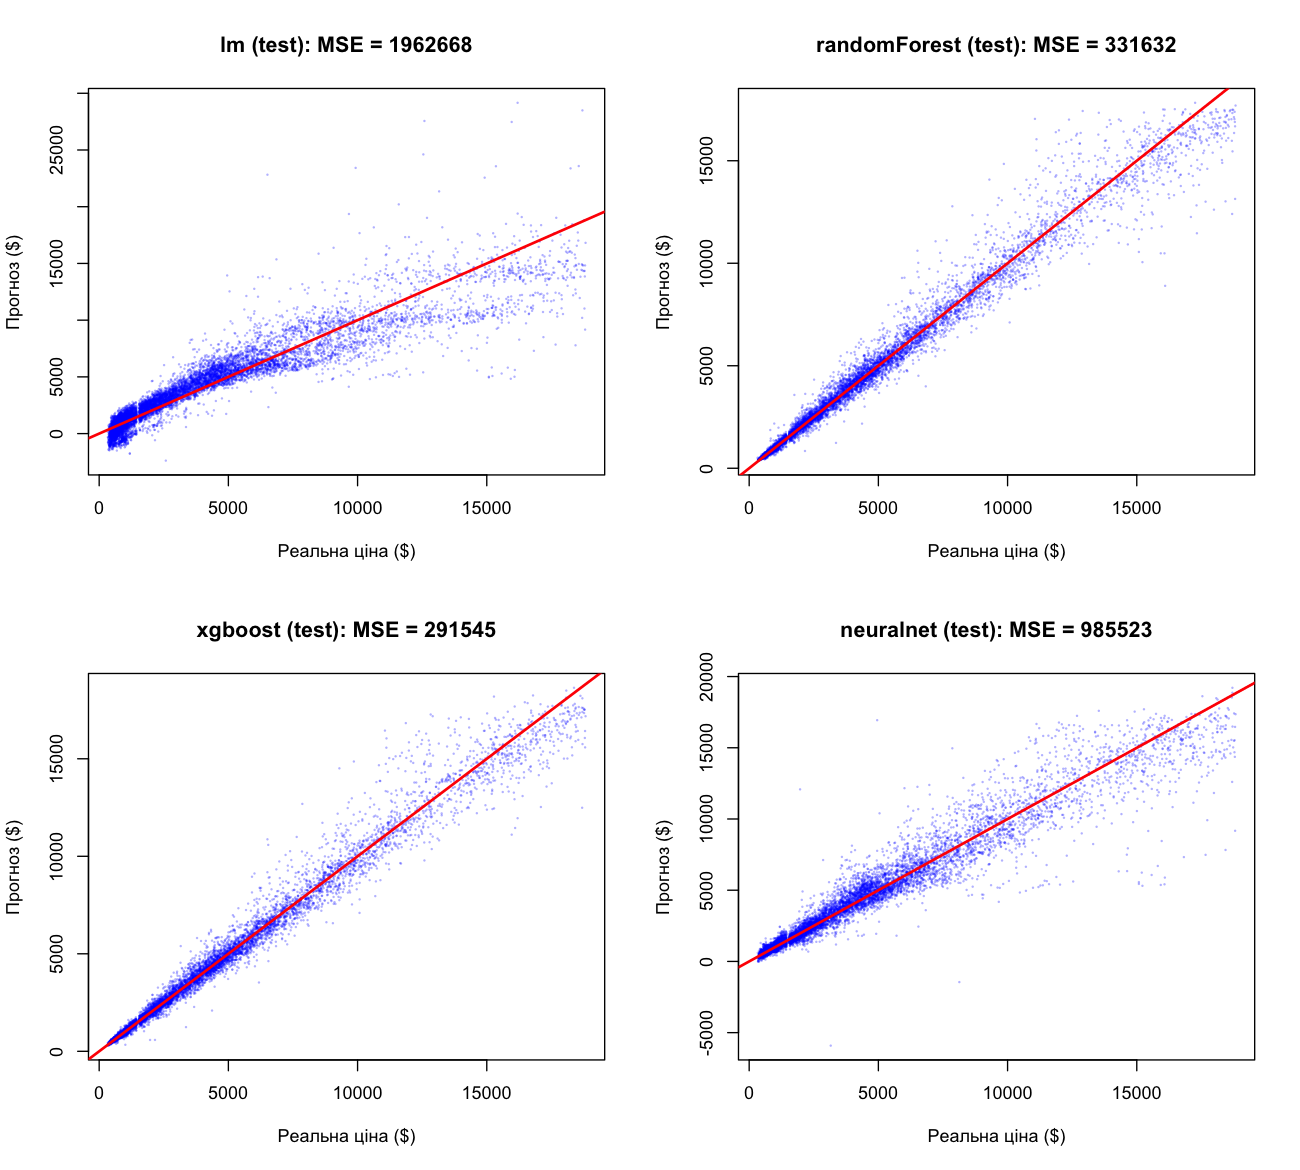 lm (test): MSE = 1962668
Прогноз ($)
25000
15000
5000
0
0 5000 10000 15000
Реальна ціна ($)
randomForest (test): MSE = 331632
Прогноз ($)
15000
10000
5000
0
0 5000 10000 15000
Реальна ціна ($)
xgboost (test): MSE = 291545
Прогноз ($)
15000
10000
5000
0
0 5000 10000 15000
Реальна ціна ($)
neuralnet (test): MSE = 985523
Прогноз ($)
20000
15000
10000
5000
0
-5000
0 5000 10000 15000
Реальна ціна ($)